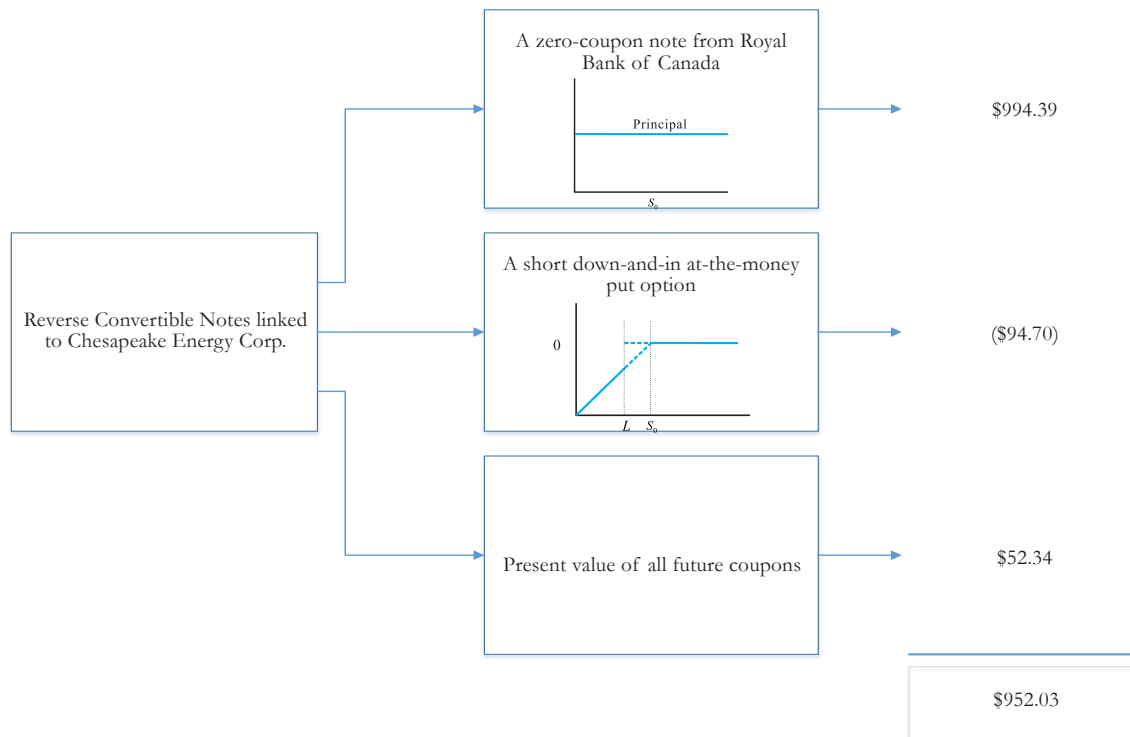 A zero-coupon note from Royal
Bank of Canada
Principal
S₀
$994.39
Reverse Convertible Notes linked
to Chesapeake Energy Corp.
A short down-and-in at-the-money
put option
0
L S₀
($94.70)
Present value of all future coupons
$52.34
$952.03